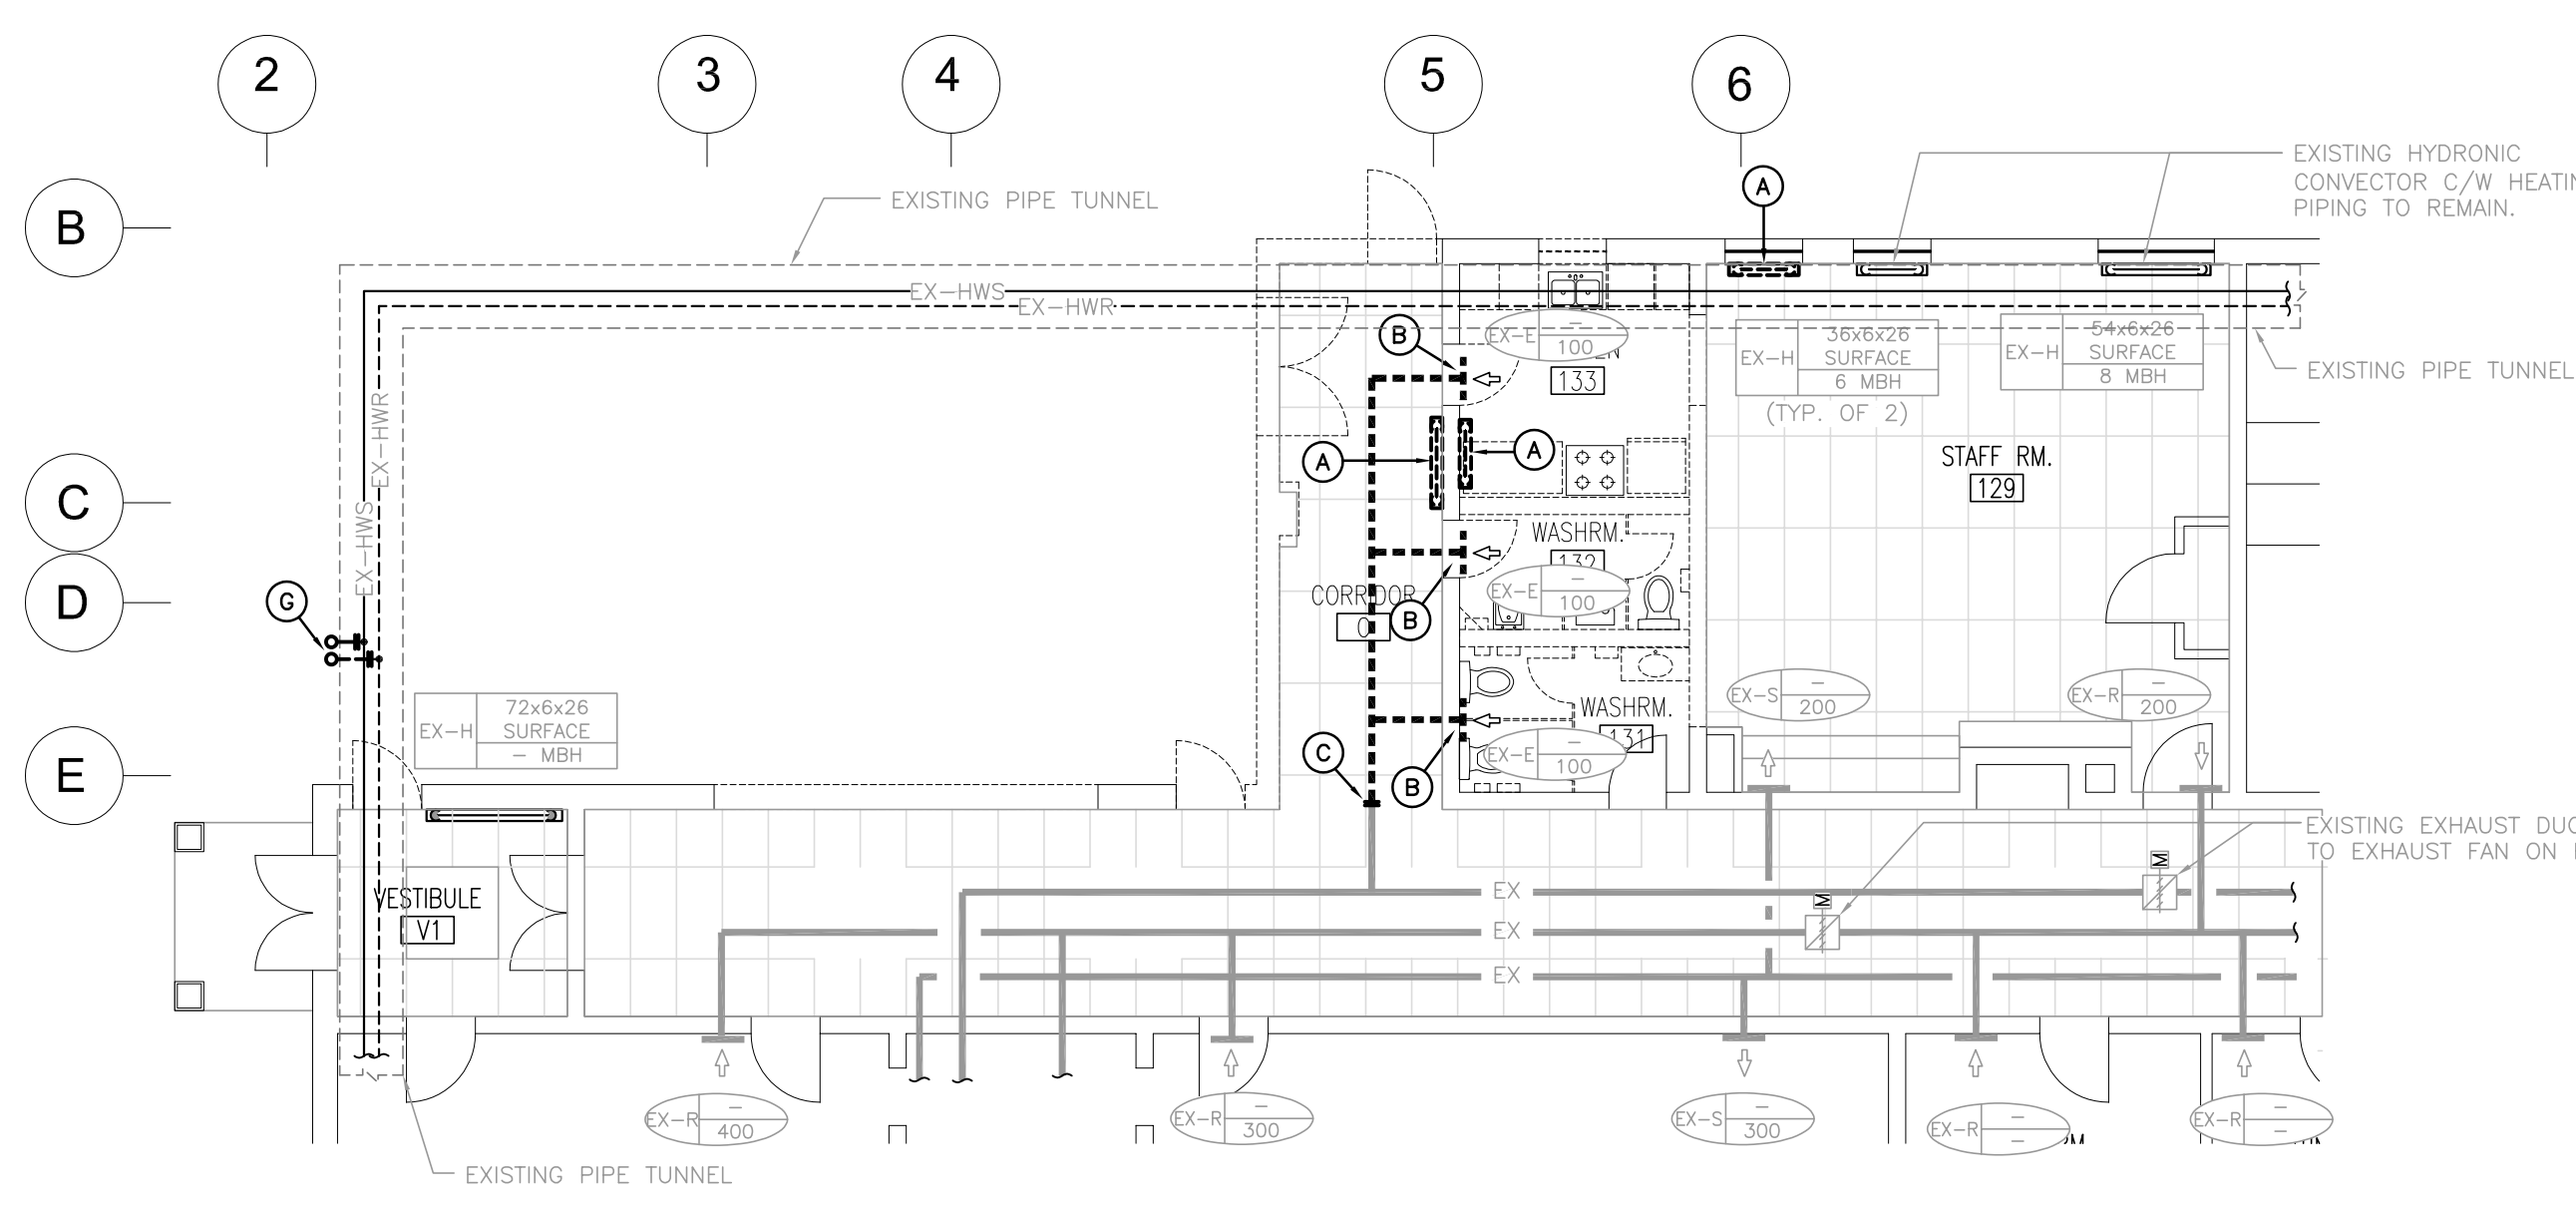 2
3
4
5
6
B
C
D
E
A
EXISTING HYDRONIC
CONVECTOR C/W
PIPING TO REMAIN.
EXISTING PIPE TUNNEL
EX-HWS
EX-HWR
B
EX-E
—
100
133
EX-H
36x6x26
SURFACE
6 MBH
(TYP. OF 2)
EX-H
54x6x26
SURFACE
8 MBH
EXISTING PIPE TUNNEL
EX-HWR
EX-HWS
A
A
STAFF RM.
129
WASHRM.
132
EX-E
—
100
CORRIDOR
0
B
G
EX-H
72x6x26
SURFACE
— MBH
WASHRM.
131
EX-E
—
100
C
B
EX-S
—
200
EX-R
—
200
EXISTING EXHAUST
TO EXHAUST FAN ON
M
M
VESTIBULE
V1
EX
EX
EX
EX-R
—
400
EX-R
—
300
EX-S
—
300
EX-R
—
—
EX-R
—
—
EXISTING PIPE TUNNEL